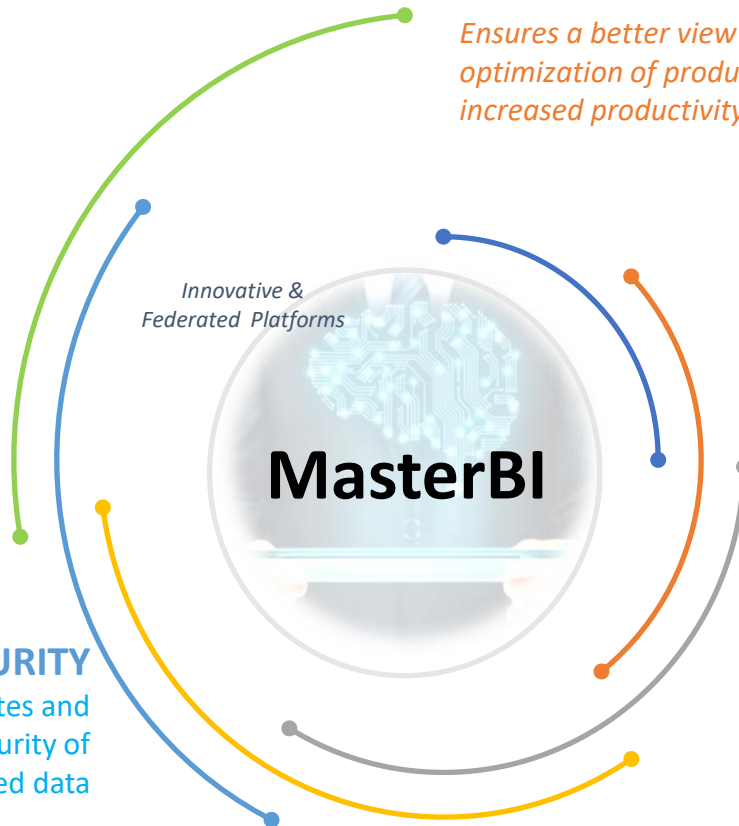 Ensures a better view
optimization of produ
increased productivity
Innovative &
Federated Platforms
MasterBI
URITY
tes and
urity of
ed data